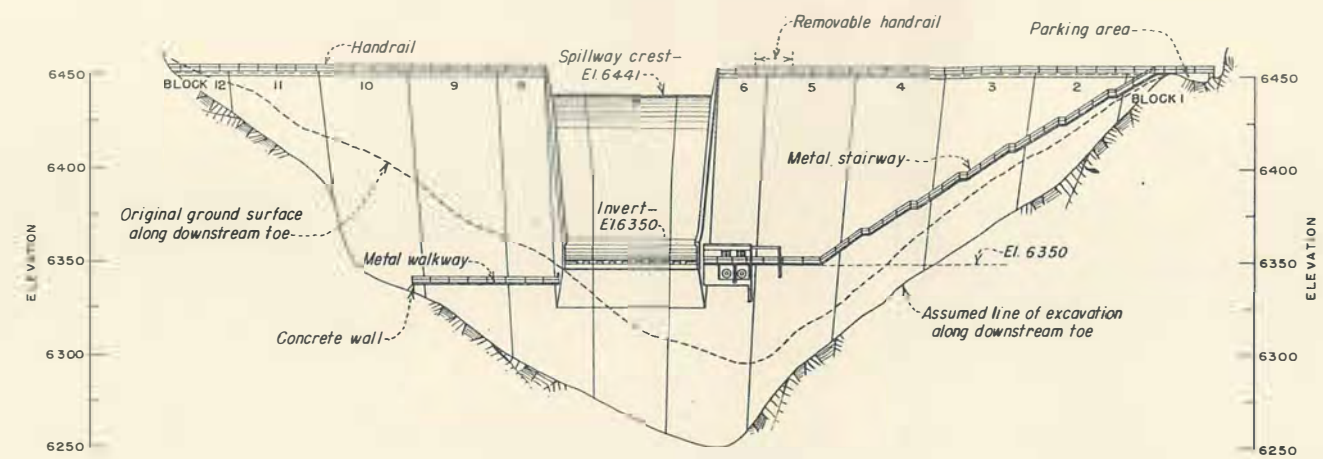 Removable handrail
Parking area
Handrail
Spillway crest-
El. 6441
6450
6450
BLOCK 12
11
10
9
8
6
5
4
3
2
BLOCK 1
6400
6400
Metal stairway
Original ground surface
along downstream toe
Invert-
El. 6350
ELEVATION
ELEVATION
6350
6350
Metal walkway
El. 6350
Concrete wall
Assumed line of excavation
along downstream toe
6300
6300
6250
6250